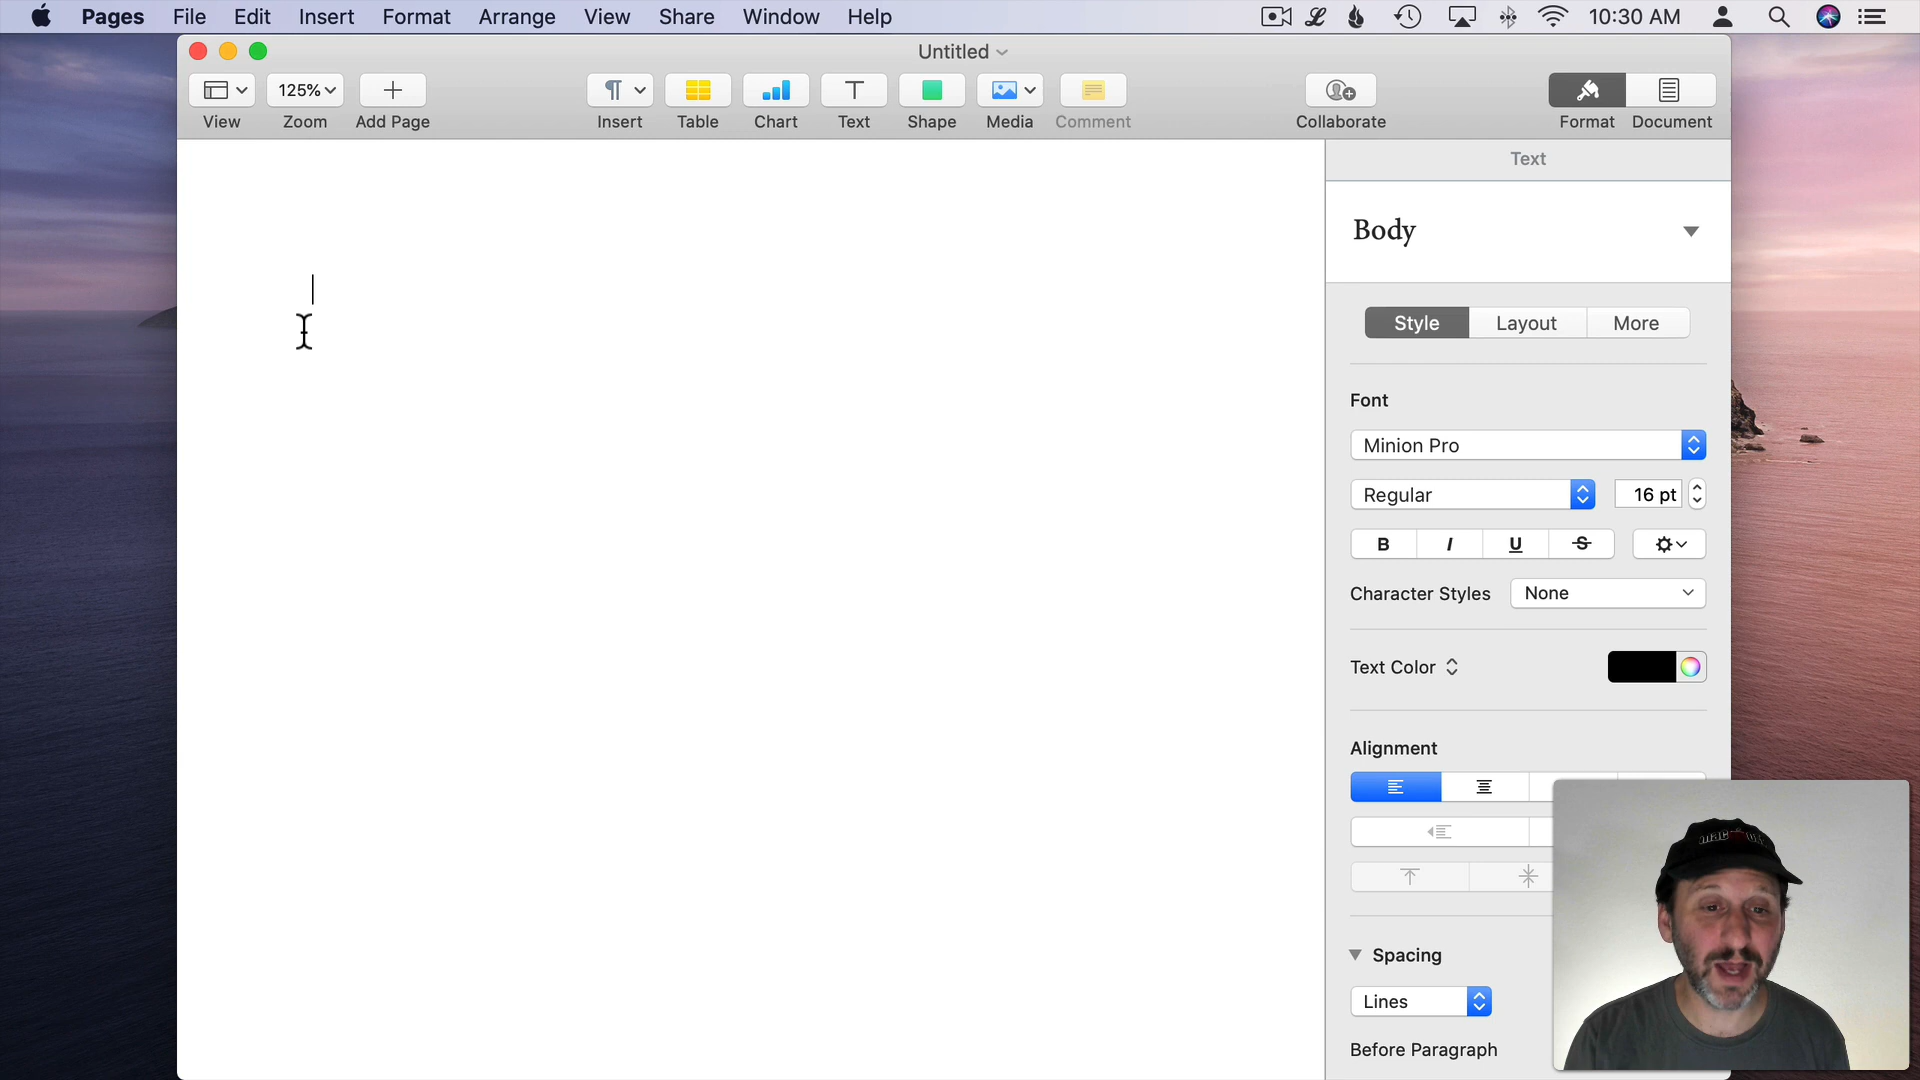 Pages File Edit Insert Format Arrange View Share Window Help 10:30 AM
Untitled
125%
View Zoom Add Page Insert Table Chart Text Shape Media Comment Collaborate Format Document
Text
Body
Style Layout More
Font
Minion Pro
Regular 16 pt
B I U S
Character Styles None
Text Color
Alignment
Spacing
Lines
Before Paragraph